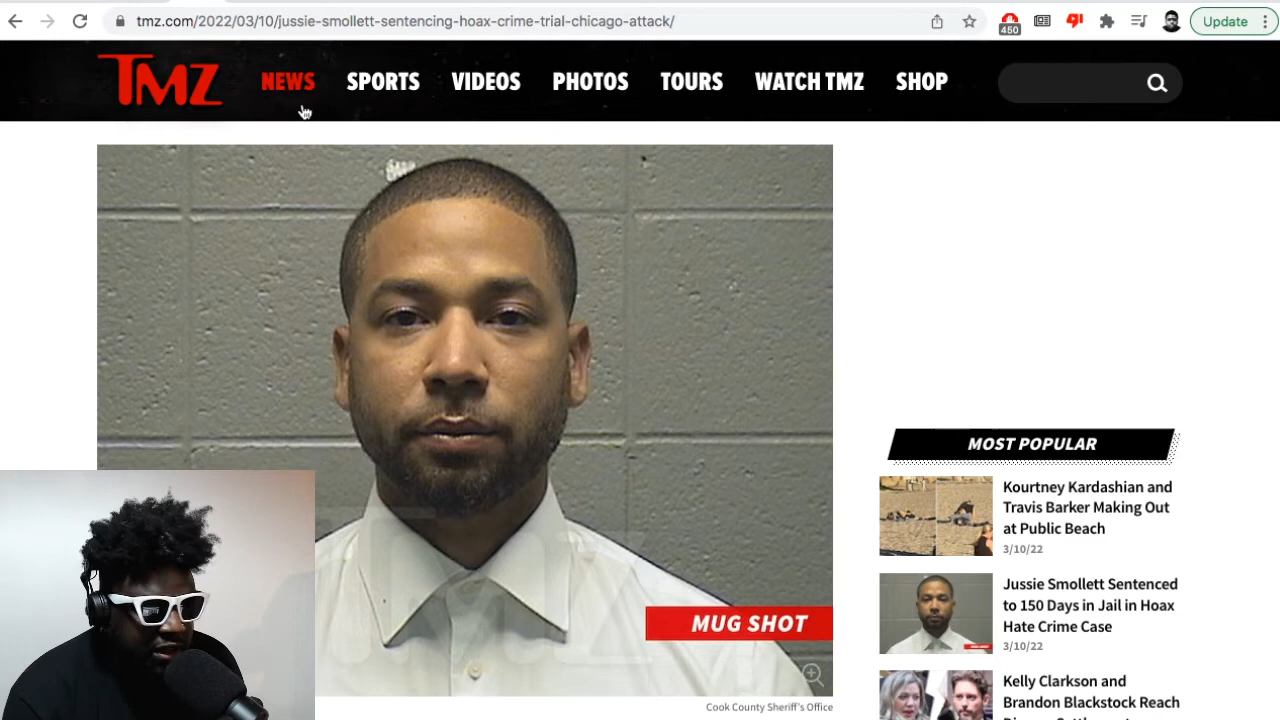 tmz.com/2022/03/10/jussie-smollett-sentencing-hoax-crime-trial-chicago-attack/
450
Update
TMZ
NEWS SPORTS VIDEOS PHOTOS TOURS WATCH TMZ SHOP
MUG SHOT
Cook County Sheriff's Office
MOST POPULAR
Kourtney Kardashian and
Travis Barker Making Out
at Public Beach
3/10/22
Jussie Smollett Sentenced
to 150 Days in Jail in Hoax
Hate Crime Case
3/10/22
Kelly Clarkson and
Brandon Blackstock Reach